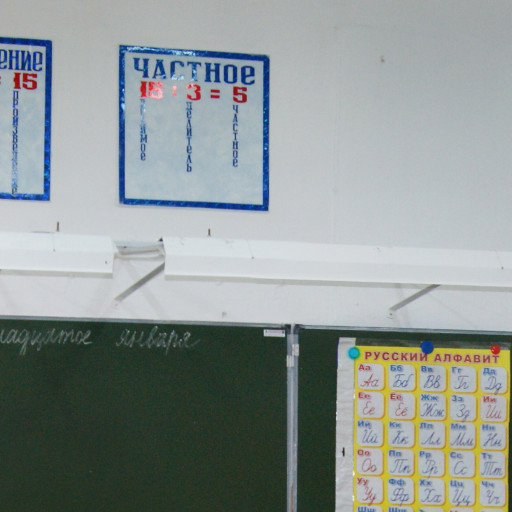 ЕНИЕ
= 15
ПРОИЗВЕДЕНИЕ
ЧАСТНОЕ
15 : 3 = 5
ДЕЛИМОЕ
ДЕЛИТЕЛЬ
ЧАСТНОЕ
надцатое января
РУССКИЙ АЛФАВИТ
Аа Бб Вв Гг Дд
Аа Бб Вв Гг Дд
Ее Ёё Жж Зз Ии
Ее Ёё Жж Зз Ии
Йй Кк Лл Мм Нн
Йй Кк Лл Мм Нн
Оо Пп Рр Сс Тт
Оо Пп Рр Сс Тт
Уу Фф Хх Цц Чч
Уу Фф Хх Цц Чч